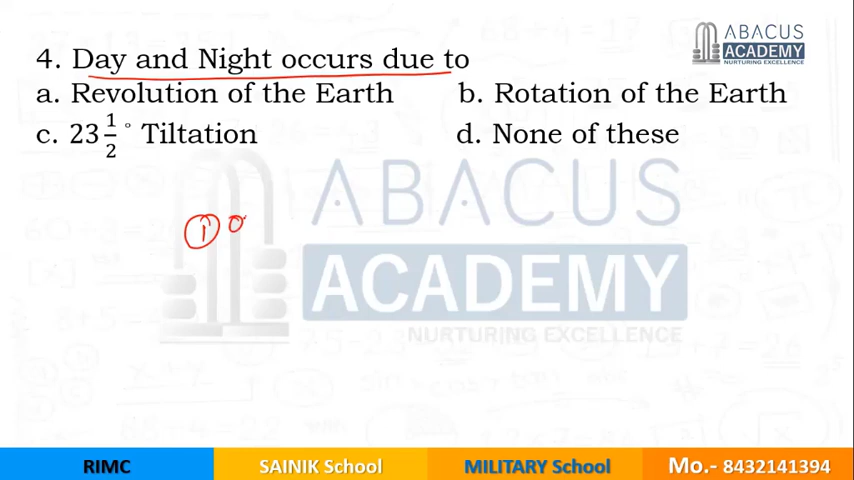 ABACUS
ACADEMY
NURTURING EXCELLENCE
4. Day and Night occurs due to
a. Revolution of the Earth b. Rotation of the Earth
c. 23 1/2 ° Tiltation d. None of these
ABACUS
ACADEMY
NURTURING EXCELLENCE
RIMC SAINIK School MILITARY School Mo.- 8432141394